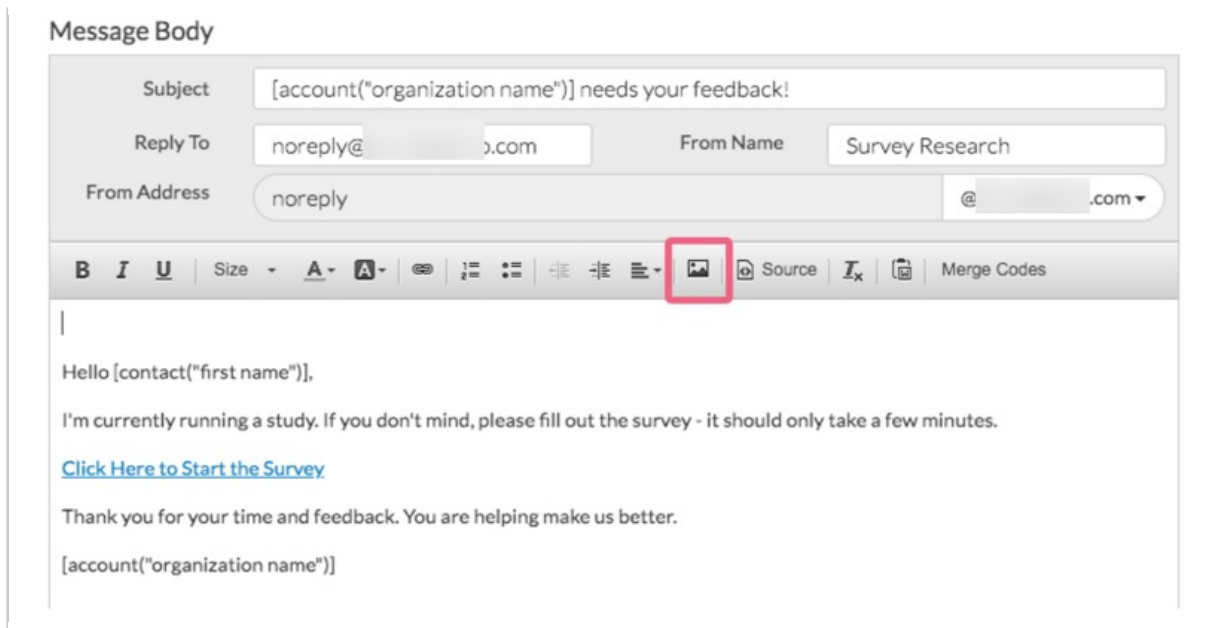 Message Body
Subject [account("organization name")] needs your feedback!
Reply To noreply@ .com From Name Survey Research
From Address noreply @ .com
B I U Size A A Source Tx Merge Codes
Hello [contact("first name")],
I'm currently running a study. If you don't mind, please fill out the survey - it should only take a few minutes.
Click Here to Start the Survey
Thank you for your time and feedback. You are helping make us better.
[account("organization name")]